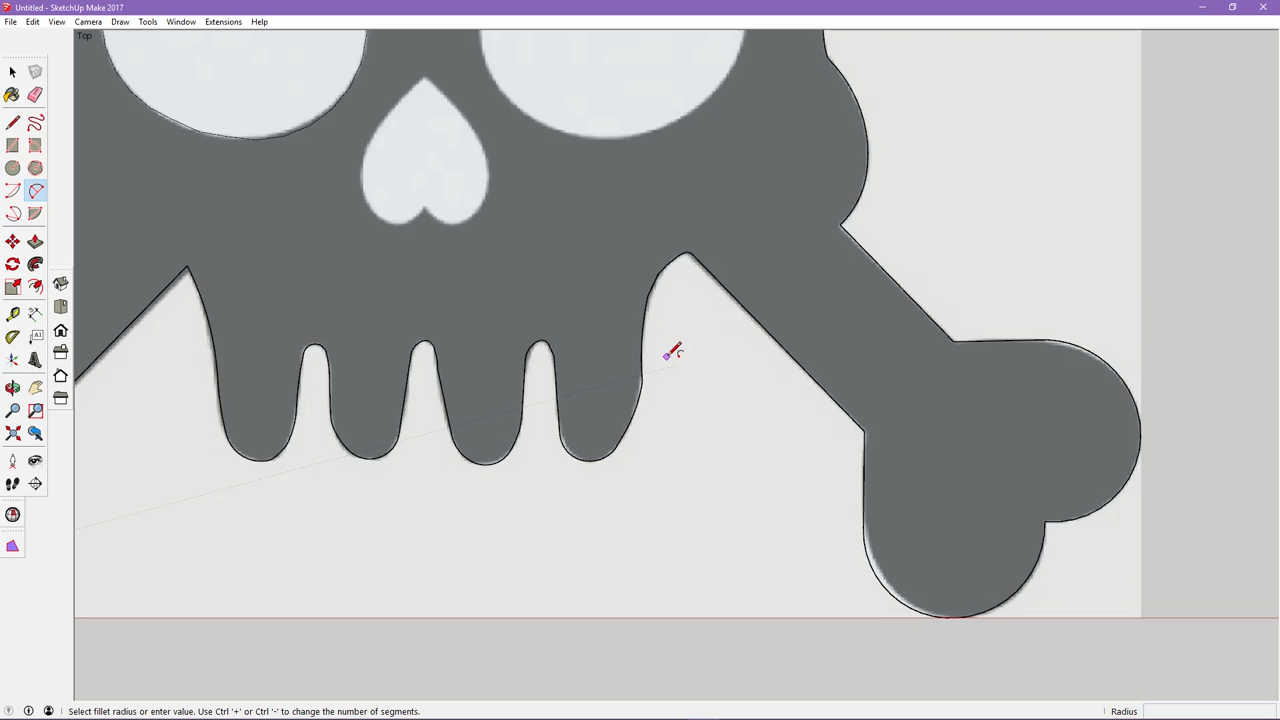 Untitled - SketchUp Make 2017
File Edit View Camera Draw Tools Window Extensions Help
Top
A1
Select fillet radius or enter value. Use Ctrl '+' or Ctrl '-' to change the number of segments.
Radius